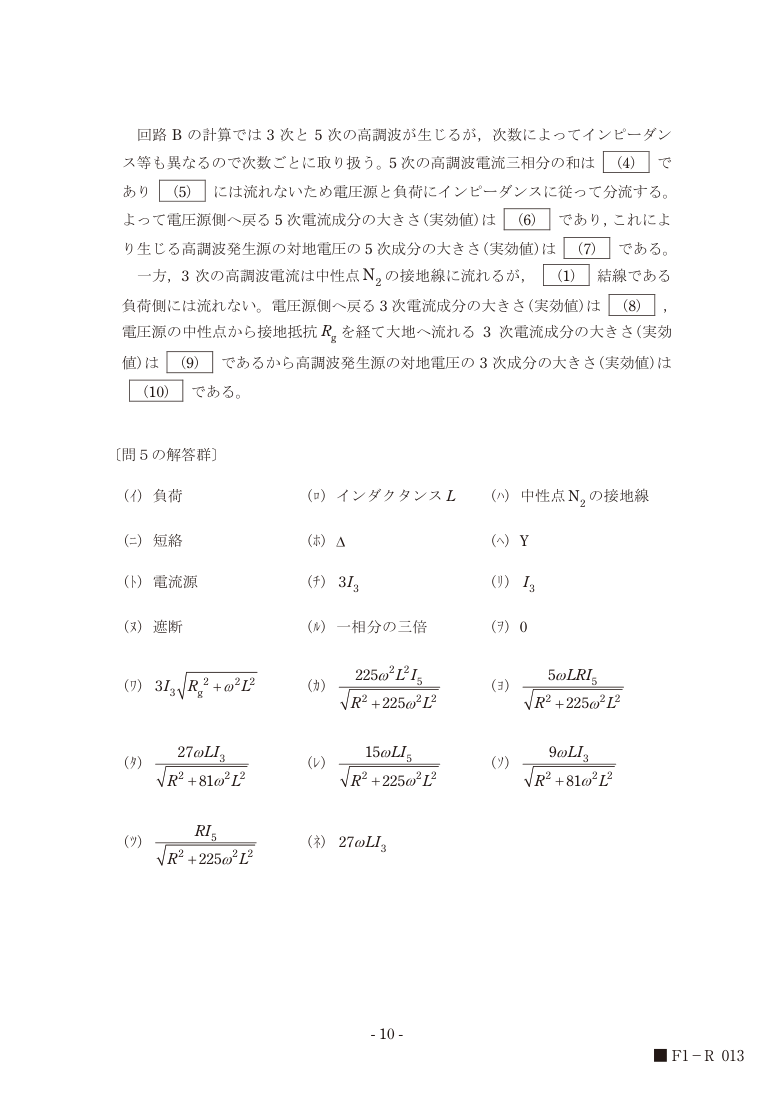 回路 B の計算では 3 次と 5 次の高調波が生じるが，次数によってインピーダン
ス等も異なるので次数ごとに取り扱う。5 次の高調波電流三相分の和は (4) で
あり (5) には流れないため電圧源と負荷にインピーダンスに従って分流する。
よって電圧源側へ戻る 5 次電流成分の大きさ(実効値)は (6) であり，これによ
り生じる高調波発生源の対地電圧の 5 次成分の大きさ(実効値)は (7) である。
一方，3 次の高調波電流は中性点 N₂ の接地線に流れるが， (1) 結線である
負荷側には流れない。電圧源側へ戻る 3 次電流成分の大きさ(実効値)は (8) ，
電圧源の中性点から接地抵抗 R_g を経て大地へ流れる 3 次電流成分の大きさ(実効
値)は (9) であるから高調波発生源の対地電圧の 3 次成分の大きさ(実効値)は
(10) である。
〔問 5 の解答群〕
(ｲ) 負荷 (ﾛ) インダクタンス L (ﾊ) 中性点 N₂ の接地線
(ﾆ) 短絡 (ﾎ) Δ (ﾍ) Y
(ﾄ) 電流源 (ﾁ) 3I₃ (ﾘ) I₃
(ﾇ) 遮断 (ﾙ) 一相分の三倍 (ｦ) 0
(ﾜ) 3I₃√(R_g² + ω²L²) (ｶ) 225ω²L²I₅ / √(R² + 225ω²L²) (ﾖ) 5ωLRI₅ / √(R² + 225ω²L²)
(ﾀ) 27ωLI₃ / √(R² + 81ω²L²) (ﾚ) 15ωLI₅ / √(R² + 225ω²L²) (ｿ) 9ωLI₃ / √(R² + 81ω²L²)
(ﾂ) RI₅ / √(R² + 225ω²L²) (ﾈ) 27ωLI₃
- 10 -
■ F1－R 013